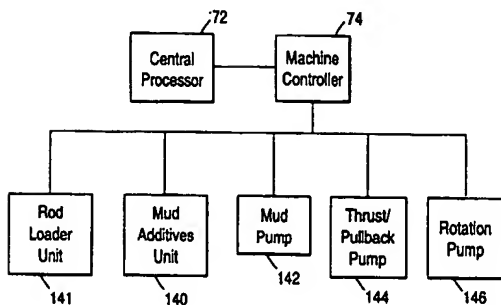 72
Central
Processor
74
Machine
Controller
Rod
Loader
Unit
141
Mud
Additives
Unit
140
Mud
Pump
142
Thrust/
Pullback
Pump
144
Rotation
Pump
146